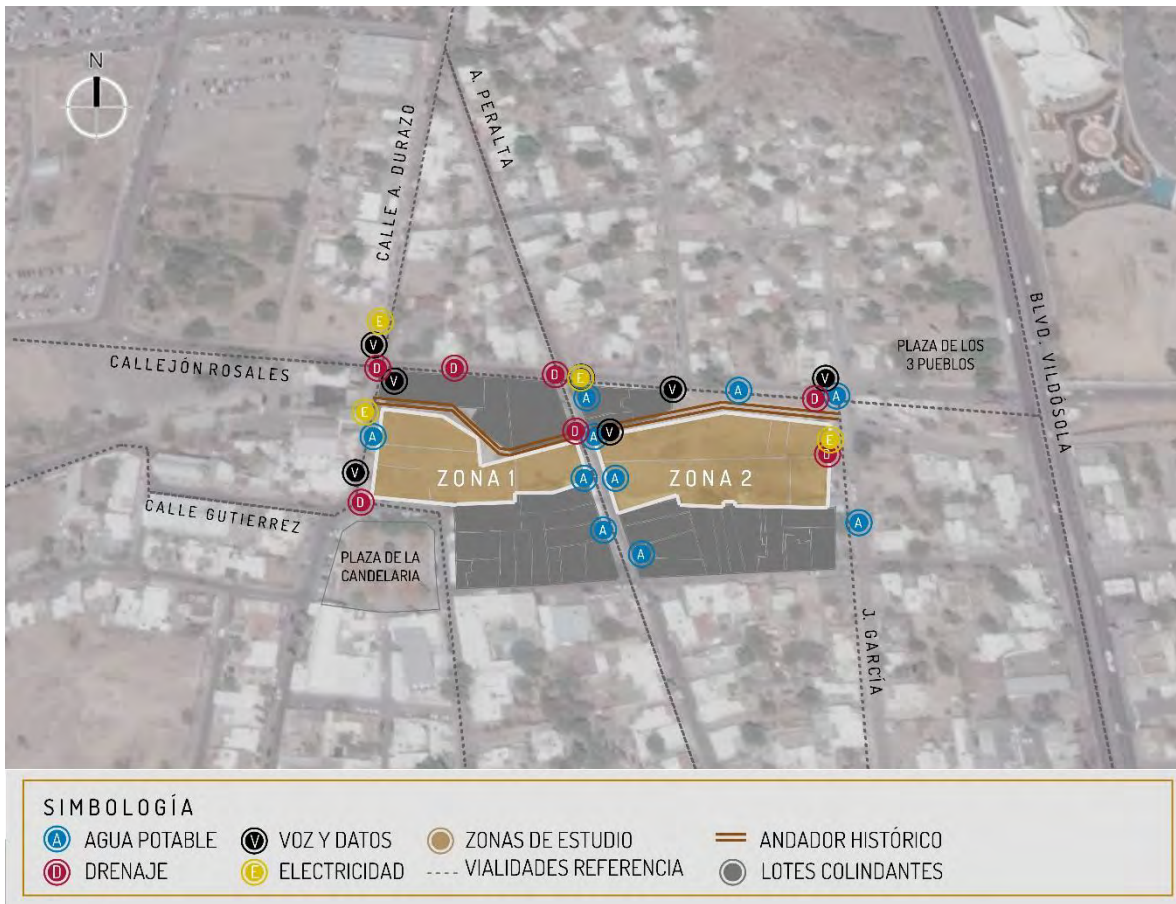 N
CALLE A. DURAZO
A. PERALTA
BLVD. VILDÓSOLA
CALLEJÓN ROSALES
PLAZA DE LOS
3 PUEBLOS
E
V
D
V
D
D
E
A
V
A
V
D
A
E
A
D
A
V
E
D
V
D
ZONA 1
A
A
ZONA 2
A
A
A
CALLE GUTIERREZ
PLAZA DE LA
CANDELARIA
J. GARCÍA
SIMBOLOGÍA
A AGUA POTABLE
V VOZ Y DATOS
ZONAS DE ESTUDIO
ANDADOR HISTÓRICO
D DRENAJE
E ELECTRICIDAD
VIALIDADES REFERENCIA
LOTES COLINDANTES